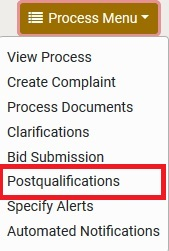 Process Menu
View Process
Create Complaint
Process Documents
Clarifications
Bid Submission
Postqualifications
Specify Alerts
Automated Notifications